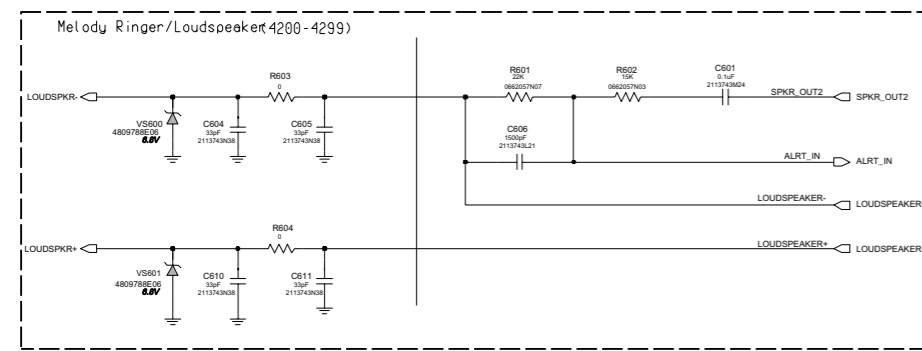 Melody Ringer/Loudspeaker(4200-4299)
R601
22K
0662057N07
R602
15K
0662057N03
C601
0.1uF
2113743M24
R603
0
LOUDSPKR-
SPKR_OUT2
SPKR_OUT2
VS600
4809788E06
6.8V
C604
33pF
2113743N38
C605
33pF
2113743N38
C606
1500pF
2113743L21
ALRT_IN
ALRT_IN
LOUDSPEAKER-
LOUDSPEAKER
R604
0
LOUDSPKR+
LOUDSPEAKER+
LOUDSPEAKER
VS601
4809788E06
6.8V
C610
33pF
2113743N38
C611
33pF
2113743N38